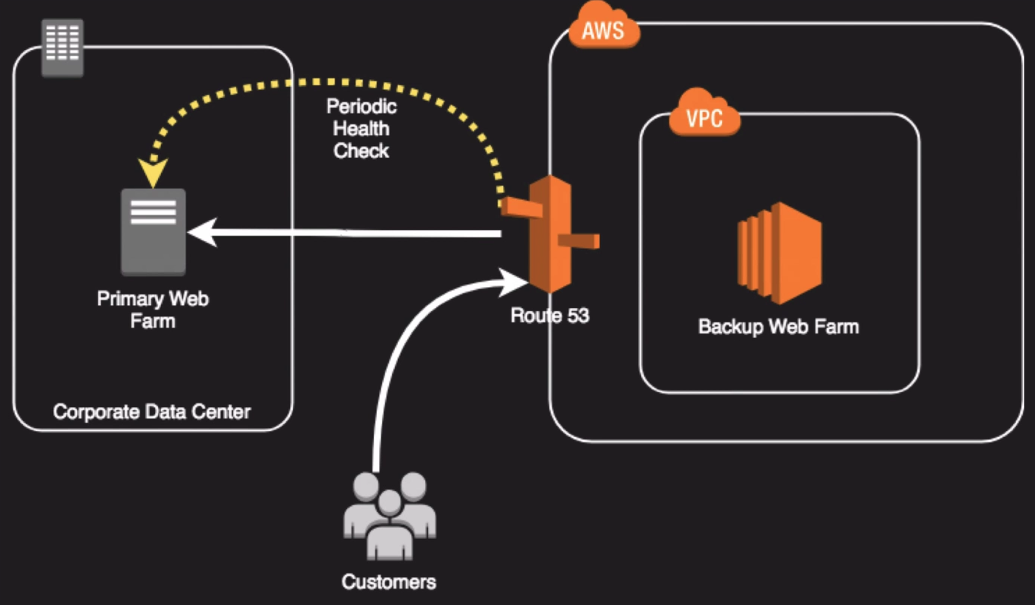 AWS
Periodic
Health
Check
VPC
Primary Web
Farm
Route 53
Backup Web Farm
Corporate Data Center
Customers